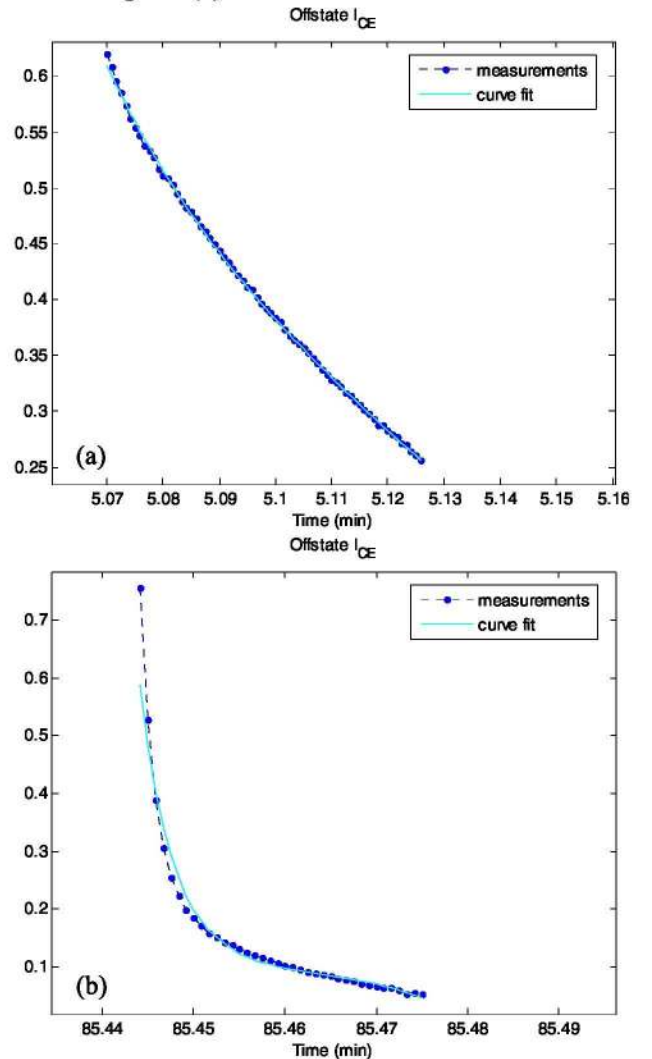 Offstate I_CE
measurements
curve fit
0.6
0.55
0.5
0.45
0.4
0.35
0.3
0.25
(a)
5.07 5.08 5.09 5.1 5.11 5.12 5.13 5.14 5.15 5.16
Time (min)
Offstate I_CE
measurements
curve fit
0.7
0.6
0.5
0.4
0.3
0.2
0.1
(b)
85.44 85.45 85.46 85.47 85.48 85.49
Time (min)